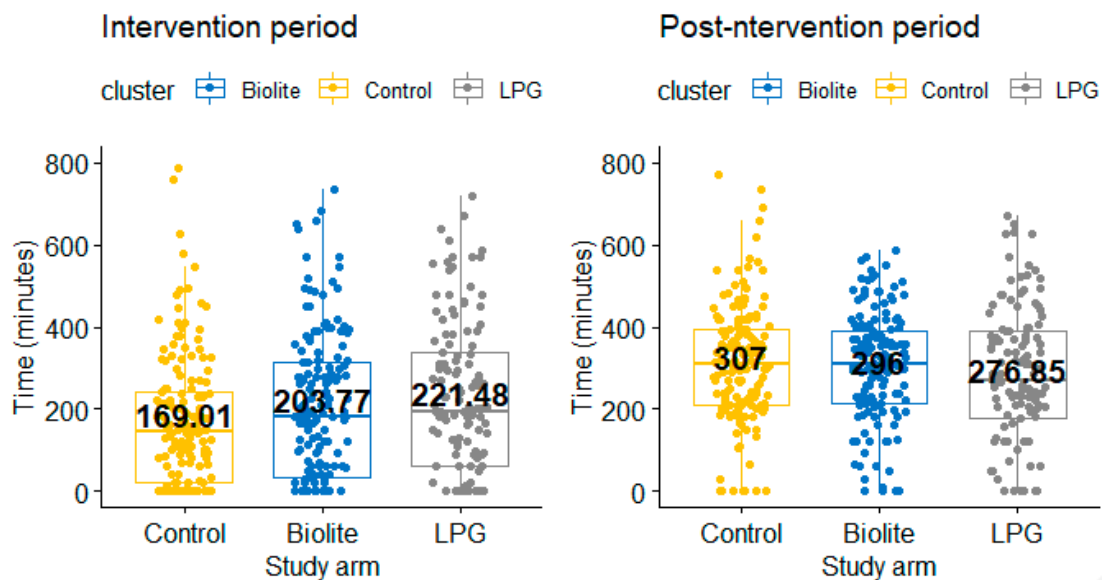 Intervention period
cluster Biolite Control LPG
Time (minutes)
800
600
400
200
0
169.01
203.77
221.48
Control Biolite LPG
Study arm
Post-ntervention period
cluster Biolite Control LPG
Time (minutes)
800
600
400
200
0
307
296
276.85
Control Biolite LPG
Study arm